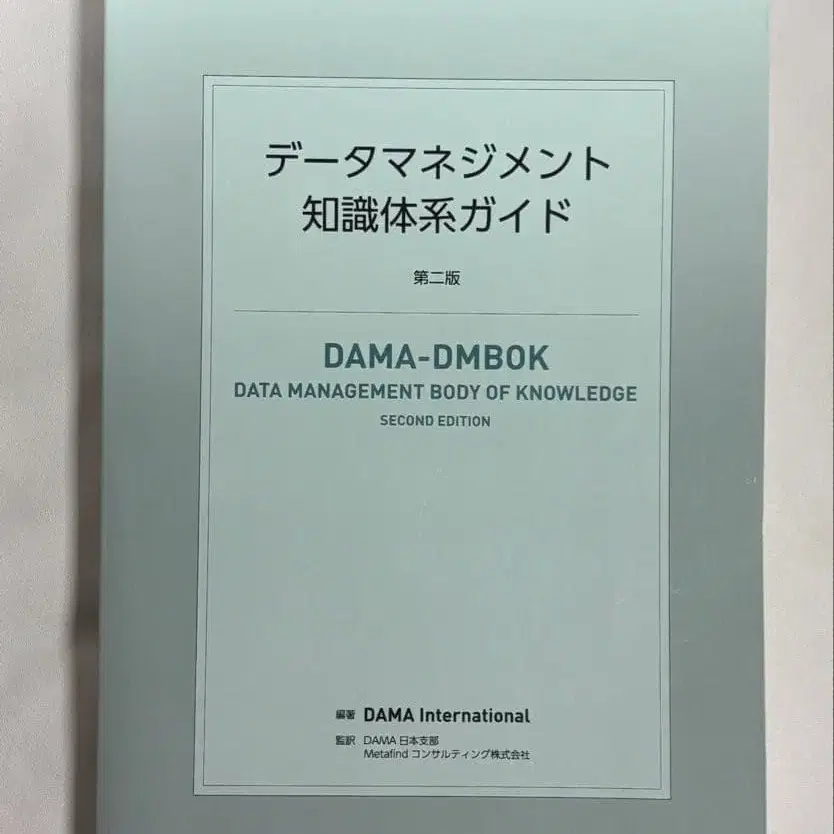 データマネジメント
知識体系ガイド
第二版
DAMA-DMBOK
DATA MANAGEMENT BODY OF KNOWLEDGE
SECOND EDITION
編著 DAMA International
監訳 DAMA 日本支部
Metafind コンサルティング株式会社